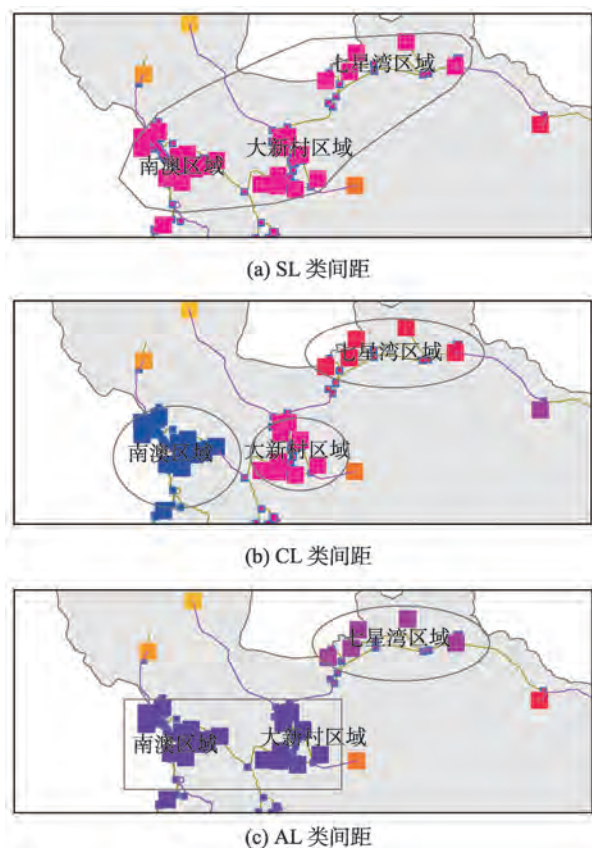 七星湾区域
大新村区域
南澳区域
(a) SL 类间距
七星湾区域
南澳区域
大新村区域
(b) CL 类间距
七星湾区域
南澳区域
大新村区域
(c) AL 类间距